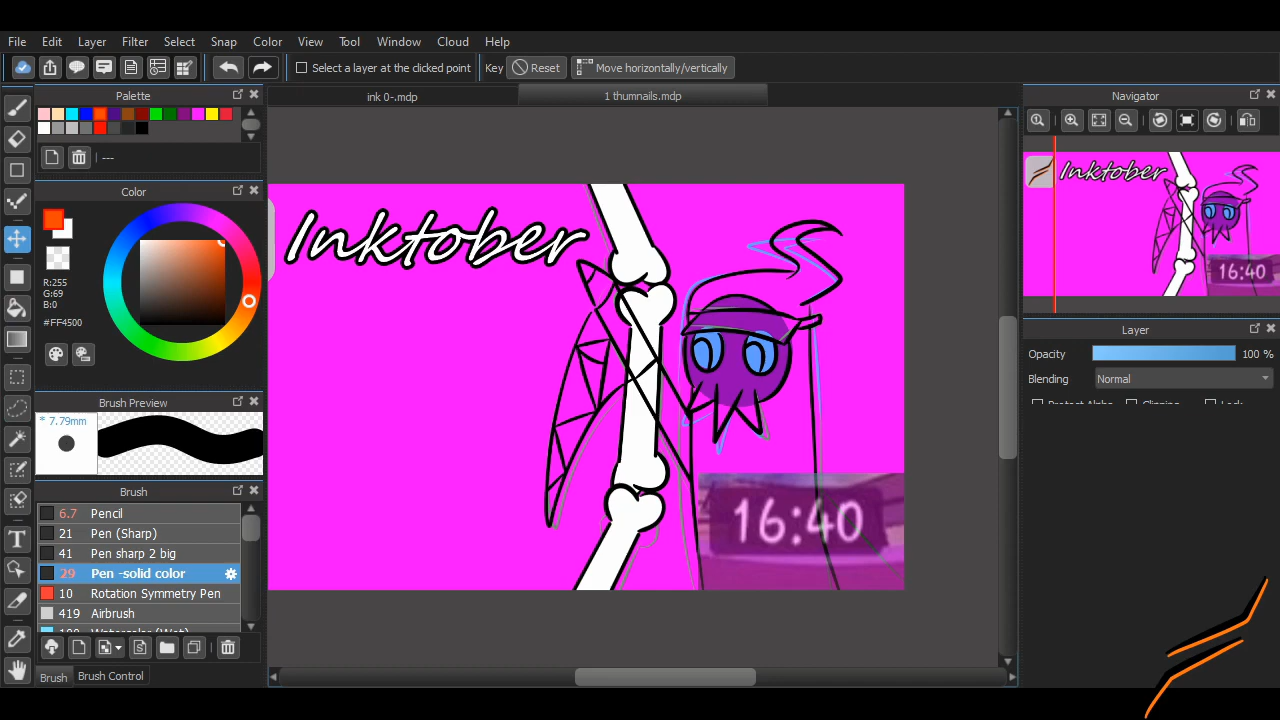 File Edit Layer Filter Select Snap Color View Tool Window Cloud Help
Select a layer at the clicked point Key Reset Move horizontally/vertically
Palette
ink 0-.mdp
1 thumnails.mdp
Navigator
---
Color
R:255
G:69
B:0
#FF4500
Inktober
Inktober
16:40
Layer
Opacity 100 %
Blending Normal
Brush Preview
* 7.79mm
Brush
6.7 Pencil
21 Pen (Sharp)
41 Pen sharp 2 big
29 Pen -solid color
10 Rotation Symmetry Pen
419 Airbrush
16:40
Brush Brush Control